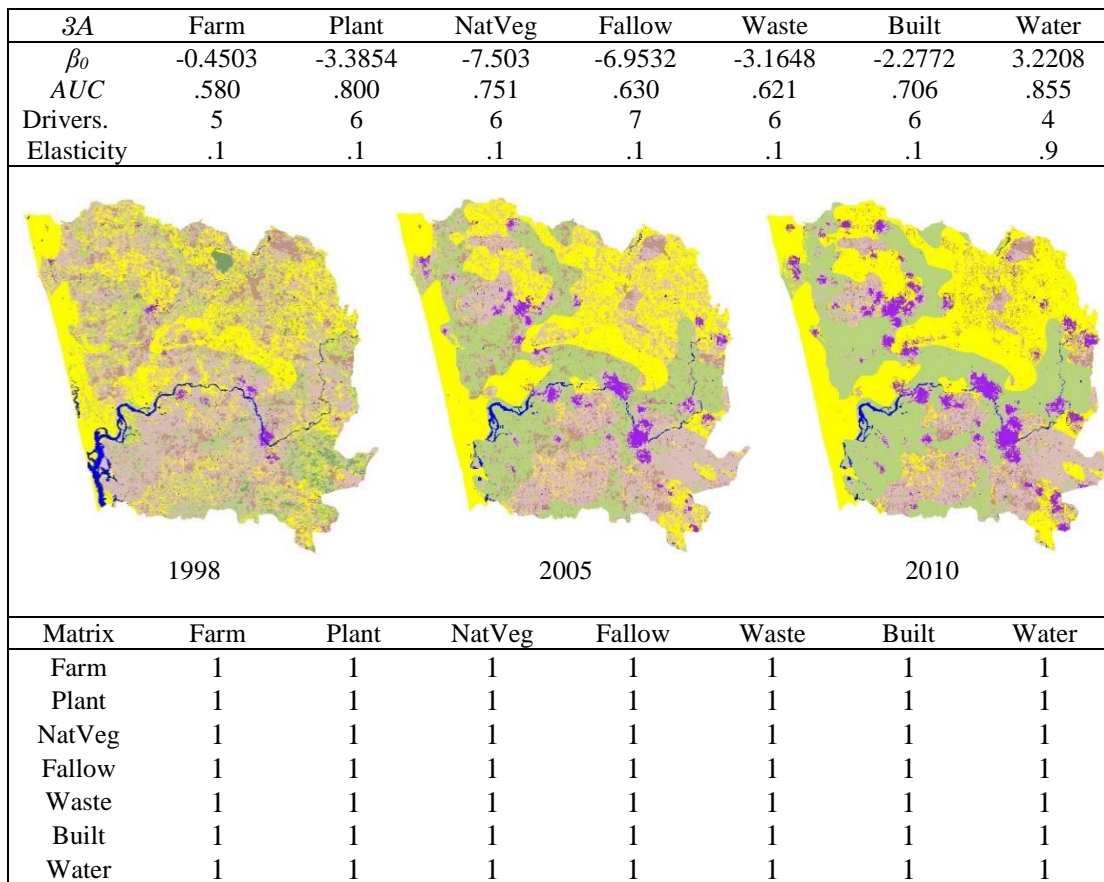 3A Farm Plant NatVeg Fallow Waste Built Water
β0 -0.4503 -3.3854 -7.503 -6.9532 -3.1648 -2.2772 3.2208
AUC .580 .800 .751 .630 .621 .706 .855
Drivers. 5 6 6 7 6 6 4
Elasticity .1 .1 .1 .1 .1 .1 .9
1998 2005 2010
Matrix Farm Plant NatVeg Fallow Waste Built Water
Farm 1 1 1 1 1 1 1
Plant 1 1 1 1 1 1 1
NatVeg 1 1 1 1 1 1 1
Fallow 1 1 1 1 1 1 1
Waste 1 1 1 1 1 1 1
Built 1 1 1 1 1 1 1
Water 1 1 1 1 1 1 1